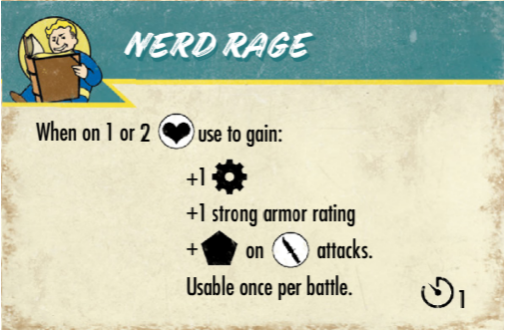 NERD RAGE
When on 1 or 2 use to gain:
+1
+1 strong armor rating
+ on attacks.
Usable once per battle.
1